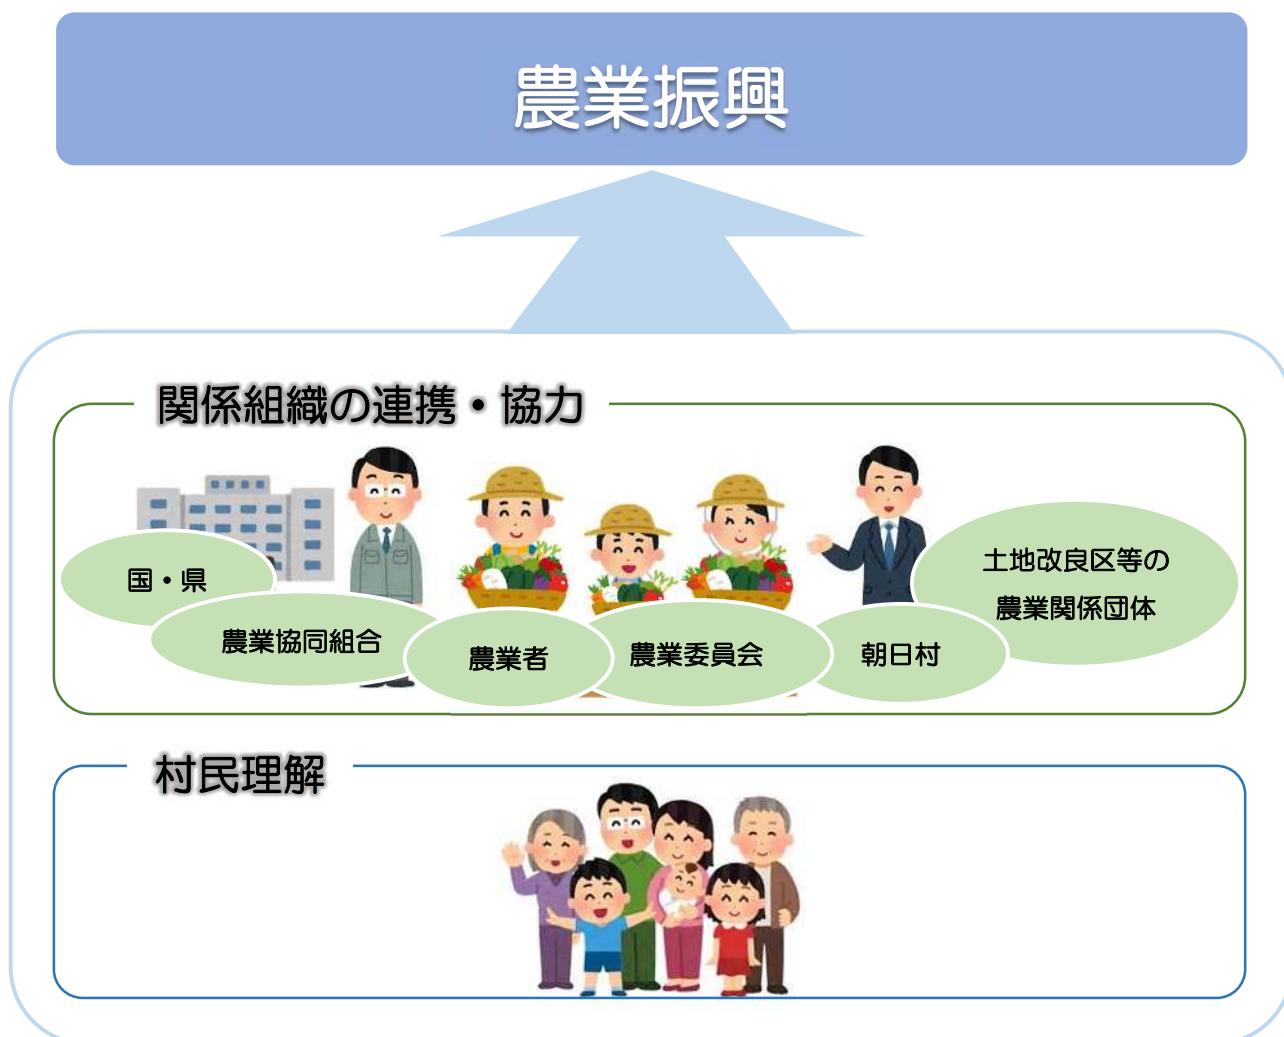 農業振興
関係組織の連携・協力
国・県
農業協同組合
農業者
農業委員会
朝日村
土地改良区等の
農業関係団体
村民理解